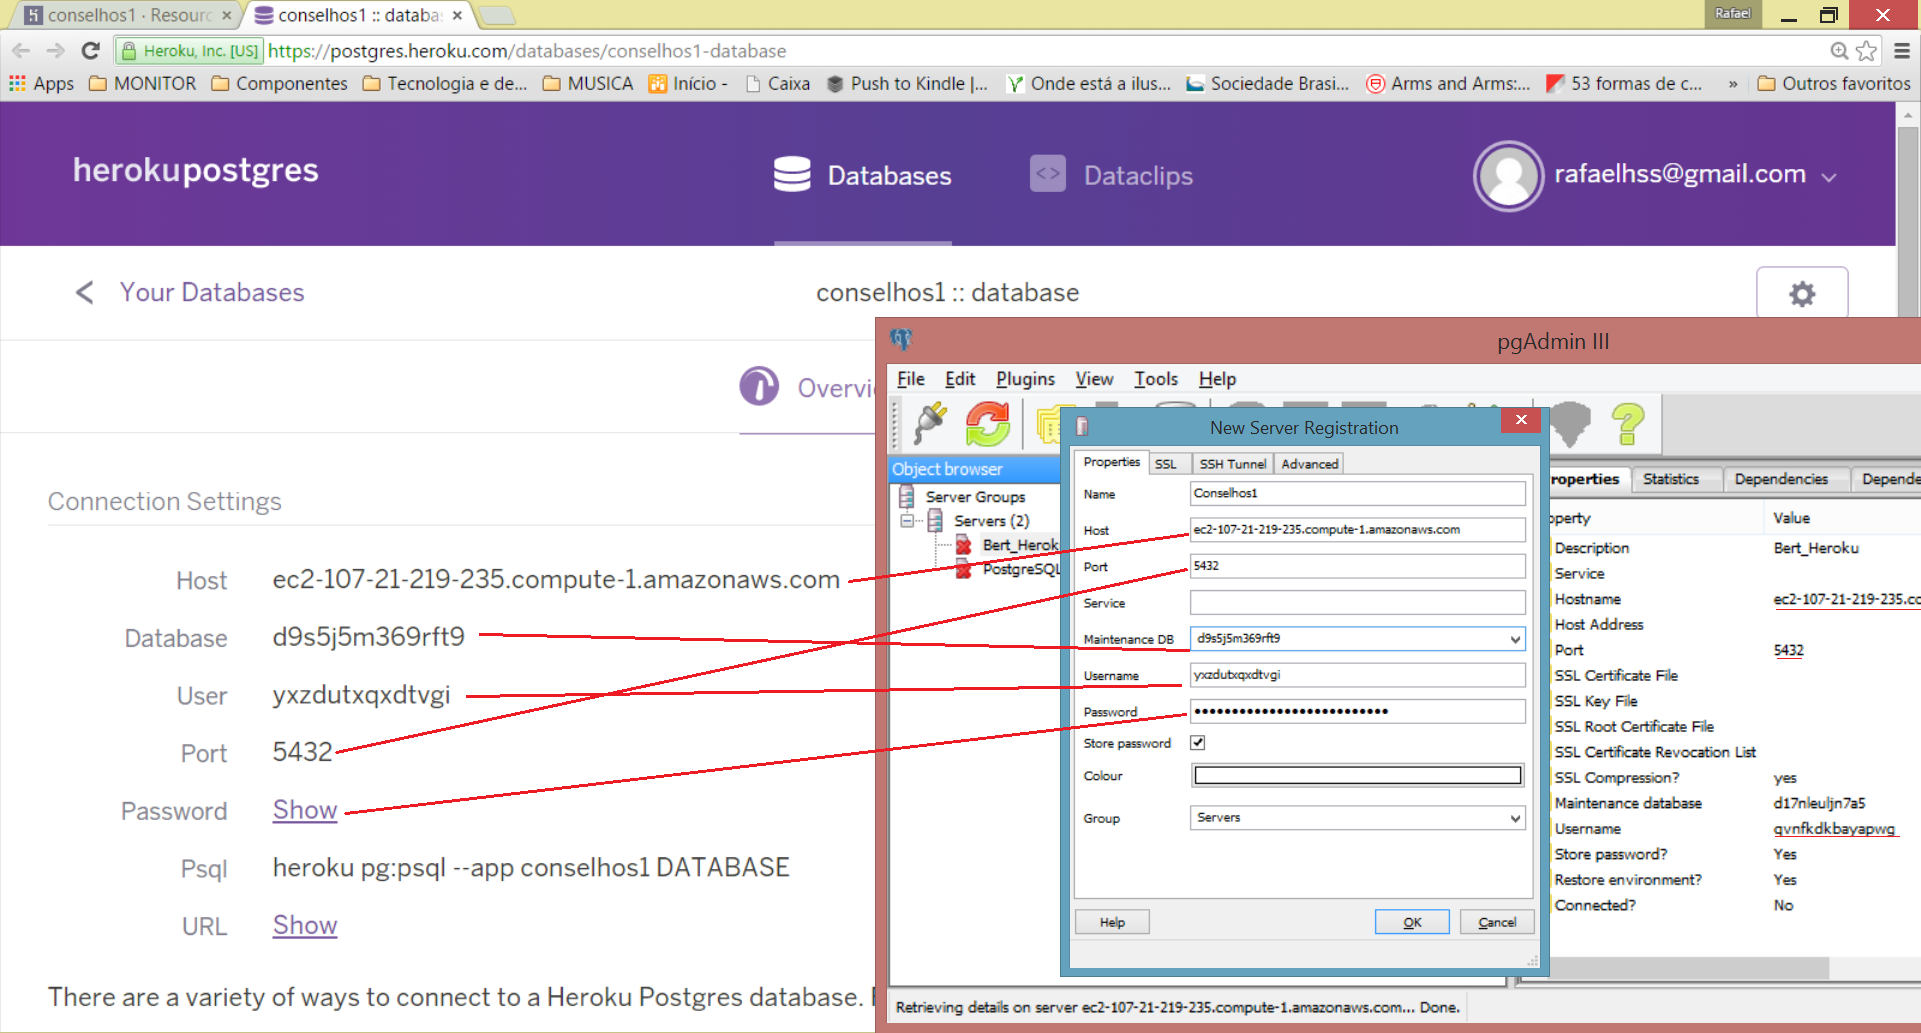 conselhos1 · Resourc
conselhos1 :: databa
Rafael
Heroku, Inc. [US] https://postgres.heroku.com/databases/conselhos1-database
Apps MONITOR Componentes Tecnologia e de... MUSICA Início - Caixa Push to Kindle |... Onde está a ilus... Sociedade Brasi... Arms and Arms:... 53 formas de c... » Outros favoritos
herokupostgres
Databases
Dataclips
rafaelhss@gmail.com
Your Databases
conselhos1 :: database
Overvi
Connection Settings
Host ec2-107-21-219-235.compute-1.amazonaws.com
Database d9s5j5m369rft9
User yxzdutxqxdtvgi
Port 5432
Password Show
Psql heroku pg:psql --app conselhos1 DATABASE
URL Show
There are a variety of ways to connect to a Heroku Postgres database.
pgAdmin III
File Edit Plugins View Tools Help
Object browser
Server Groups
Servers (2)
Bert_Herok
PostgreSQL
New Server Registration
Properties SSL SSH Tunnel Advanced
Name Conselhos1
Host ec2-107-21-219-235.compute-1.amazonaws.com
Port 5432
Service
Maintenance DB d9s5j5m369rft9
Username yxzdutxqxdtvgi
Password ••••••••••••••••••••••••••
Store password
Colour
Group Servers
Help OK Cancel
roperties Statistics Dependencies Depende
operty Value
Description Bert_Heroku
Service
Hostname ec2-107-21-219-235.co
Host Address
Port 5432
SSL Certificate File
SSL Key File
SSL Root Certificate File
SSL Certificate Revocation List
SSL Compression? yes
Maintenance database d17nleuljn7a5
Username qvnfkdkbayapwg
Store password? Yes
Restore environment? Yes
Connected? No
Retrieving details on server ec2-107-21-219-235.compute-1.amazonaws.com... Done.